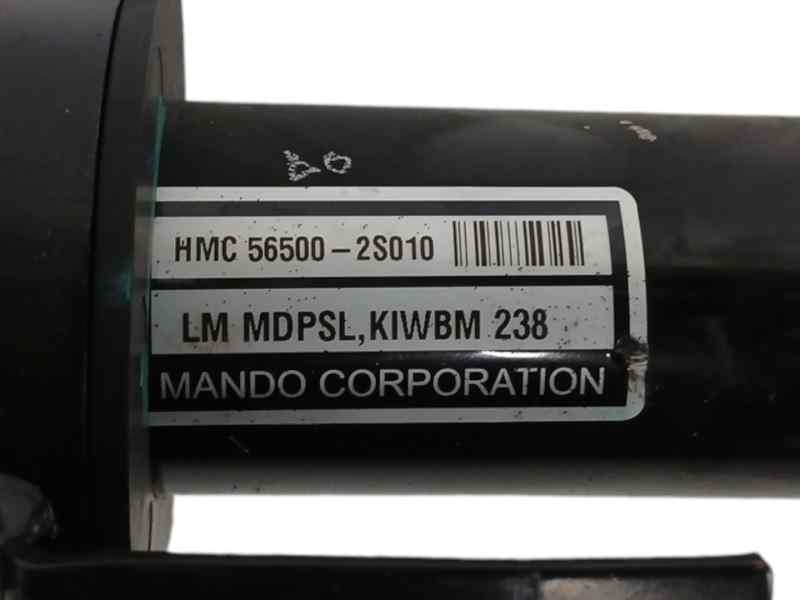 HMC 56500-2S010
LM MDPSL,KIWBM 238
MANDO CORPORATION